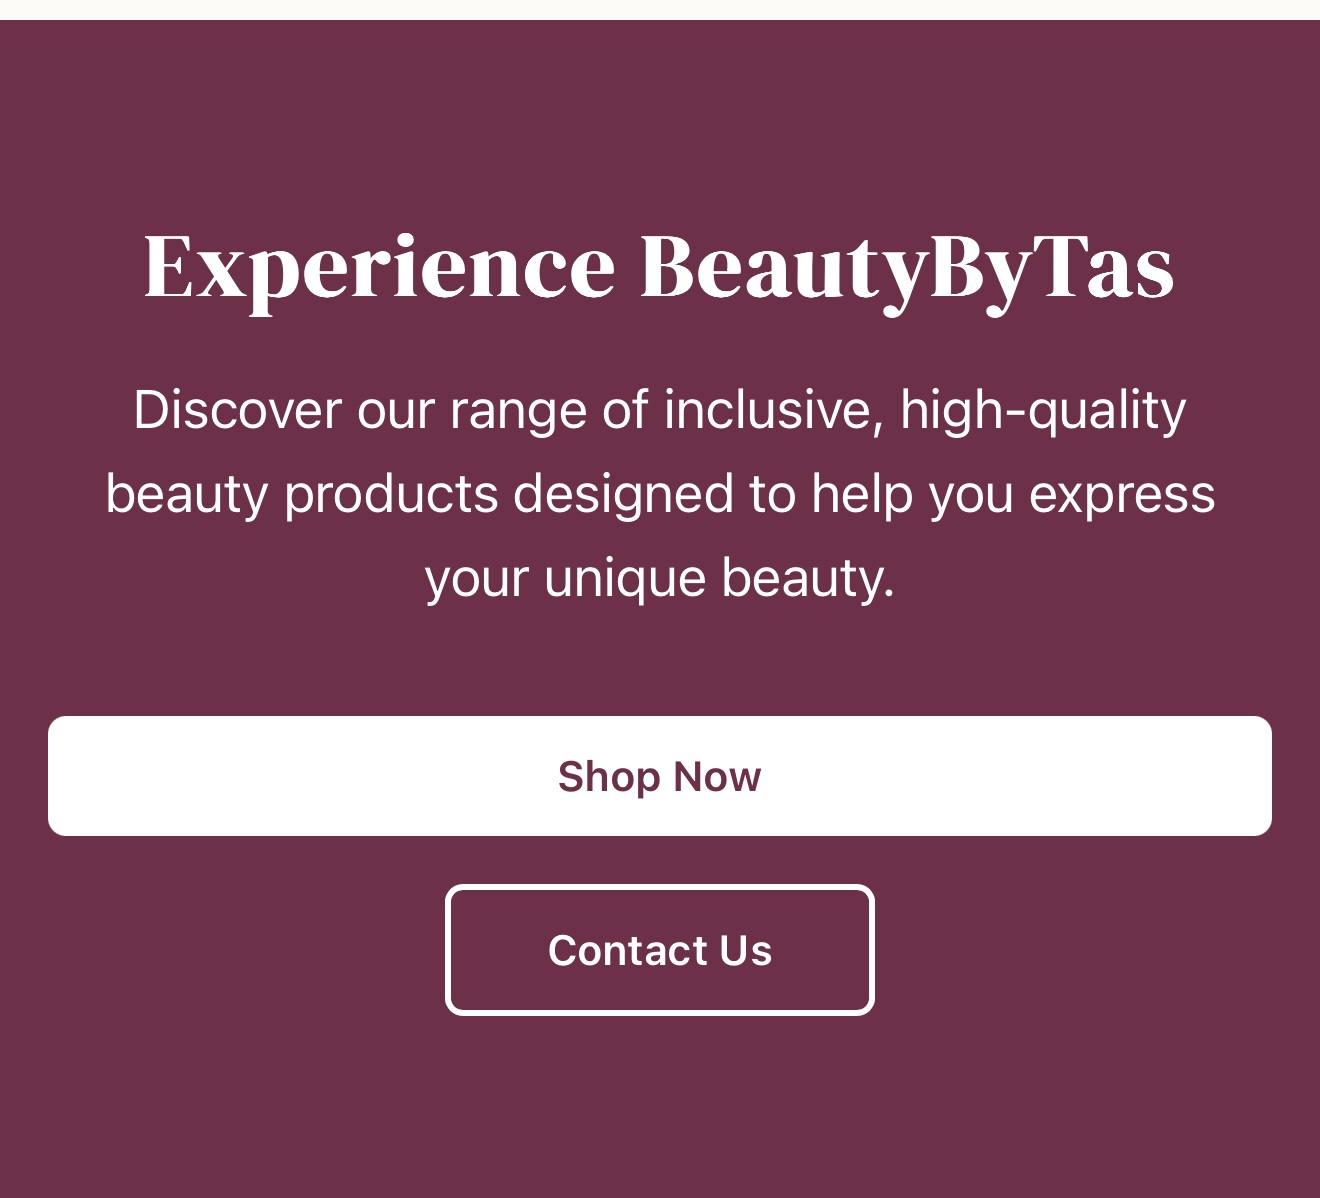 Experience BeautyByTas
Discover our range of inclusive, high-quality
beauty products designed to help you express
your unique beauty.
Shop Now
Contact Us